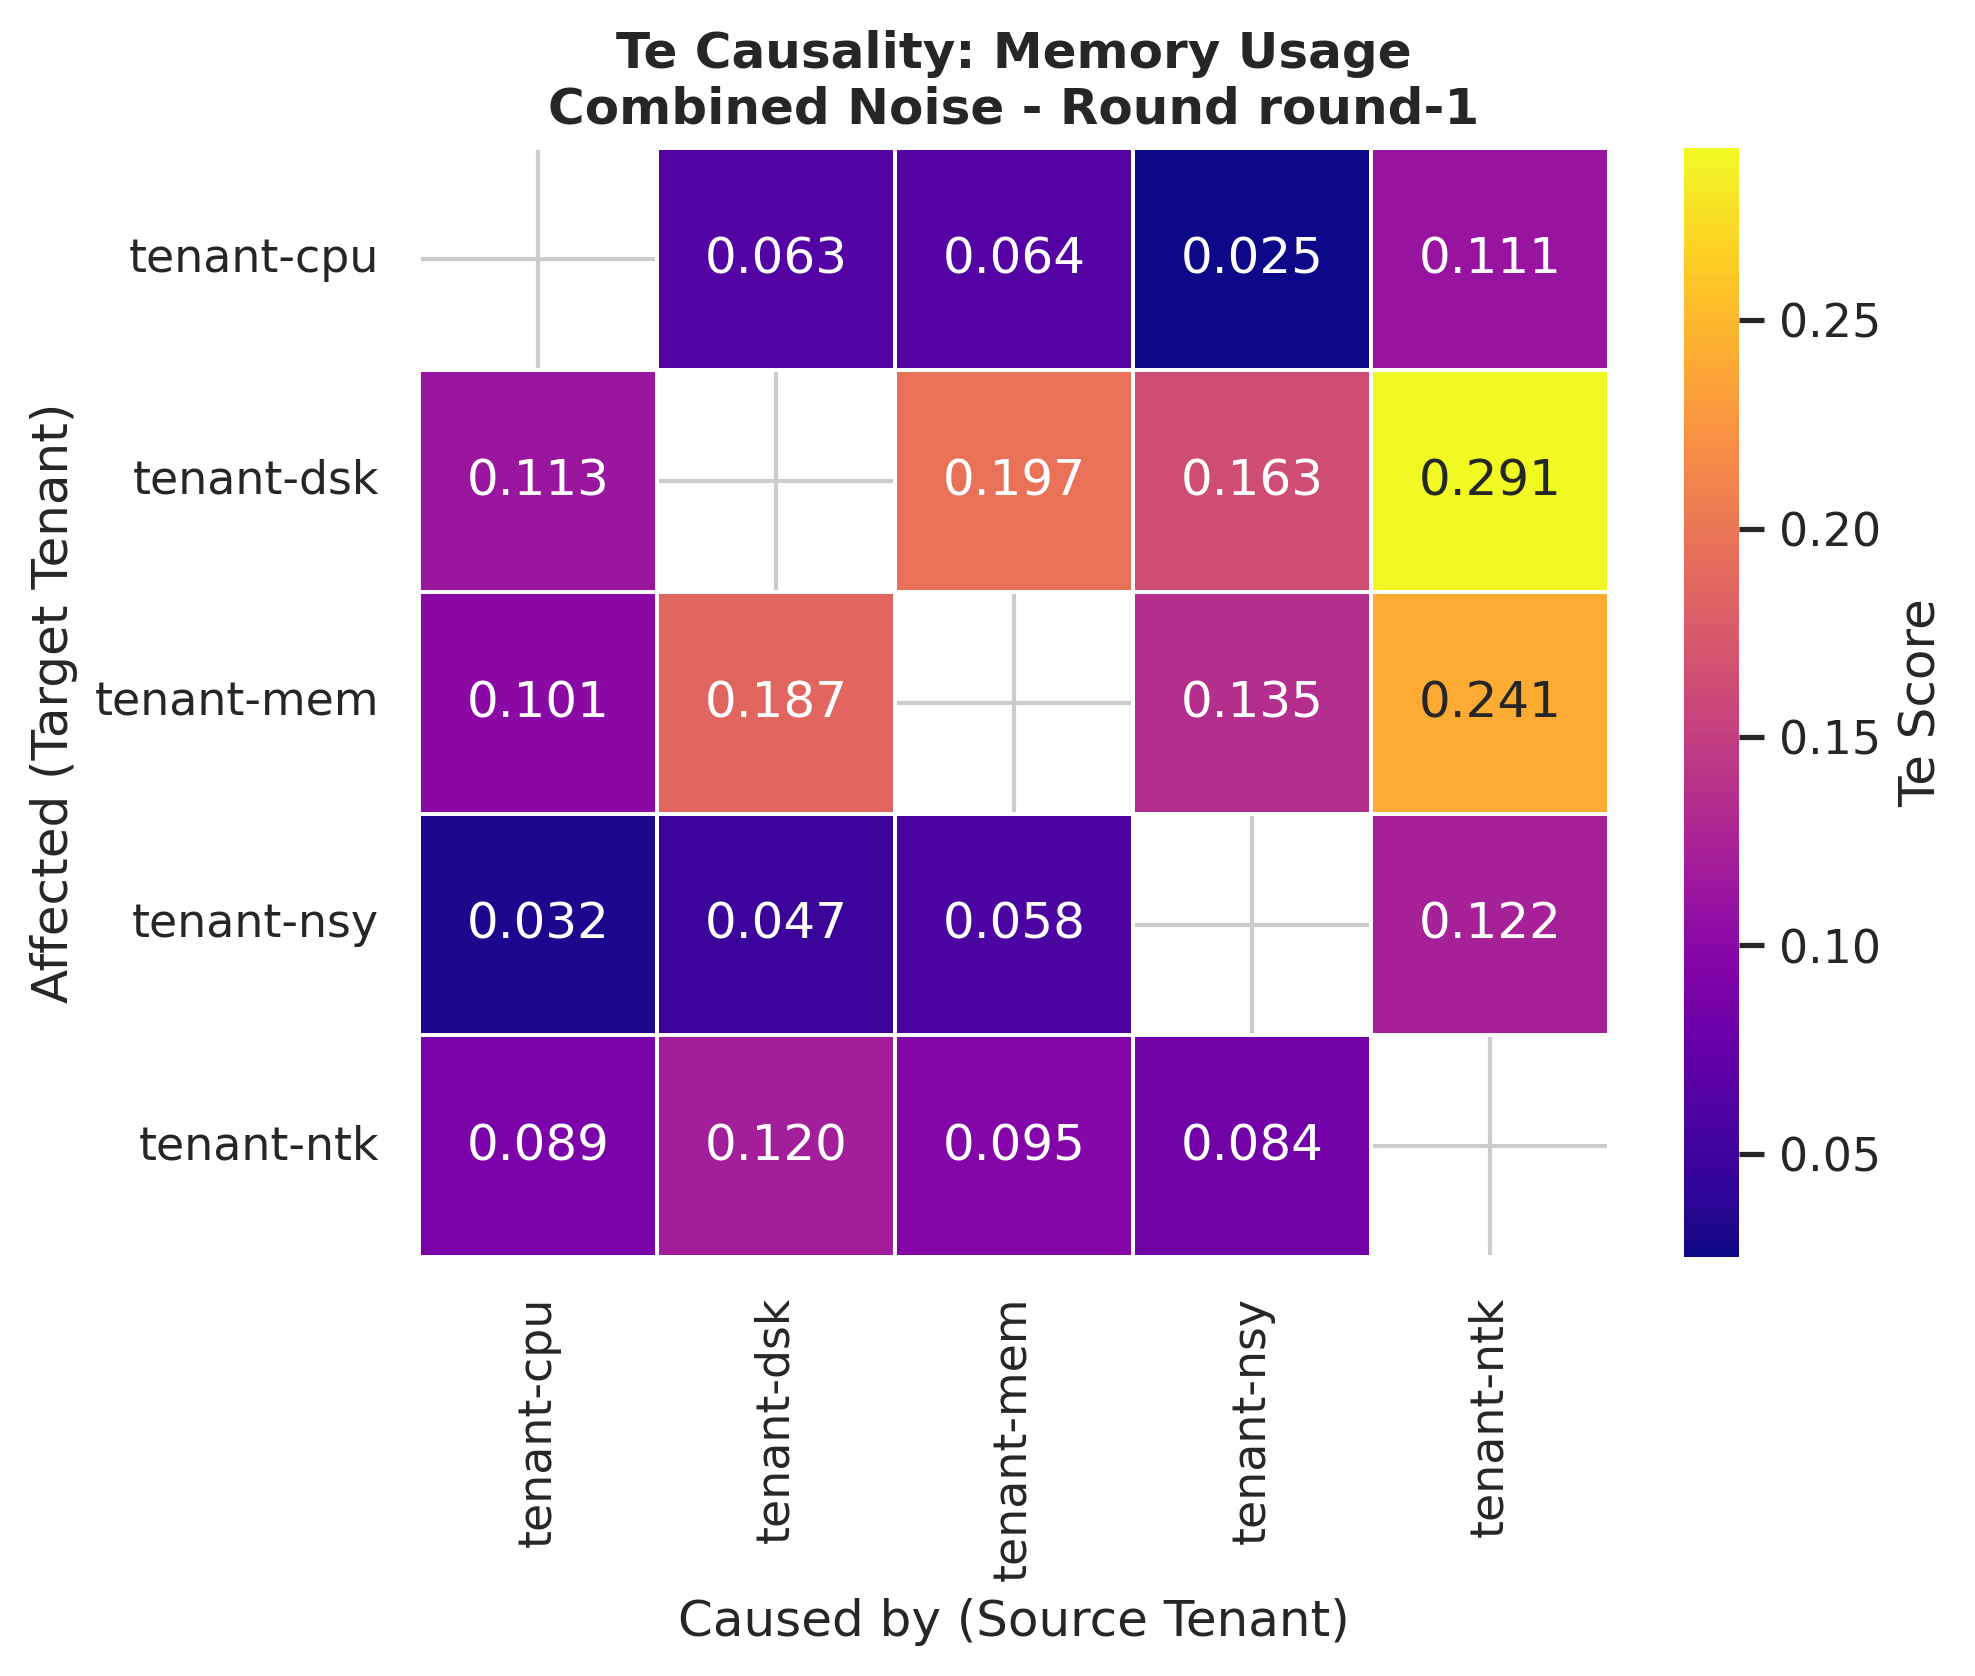 Te Causality: Memory Usage
Combined Noise - Round round-1
Affected (Target Tenant)
tenant-cpu 0.063 0.064 0.025 0.111
tenant-dsk 0.113 0.197 0.163 0.291
tenant-mem 0.101 0.187 0.135 0.241
tenant-nsy 0.032 0.047 0.058 0.122
tenant-ntk 0.089 0.120 0.095 0.084
tenant-cpu tenant-dsk tenant-mem tenant-nsy tenant-ntk
Caused by (Source Tenant)
0.25
0.20
0.15
0.10
0.05
Te Score